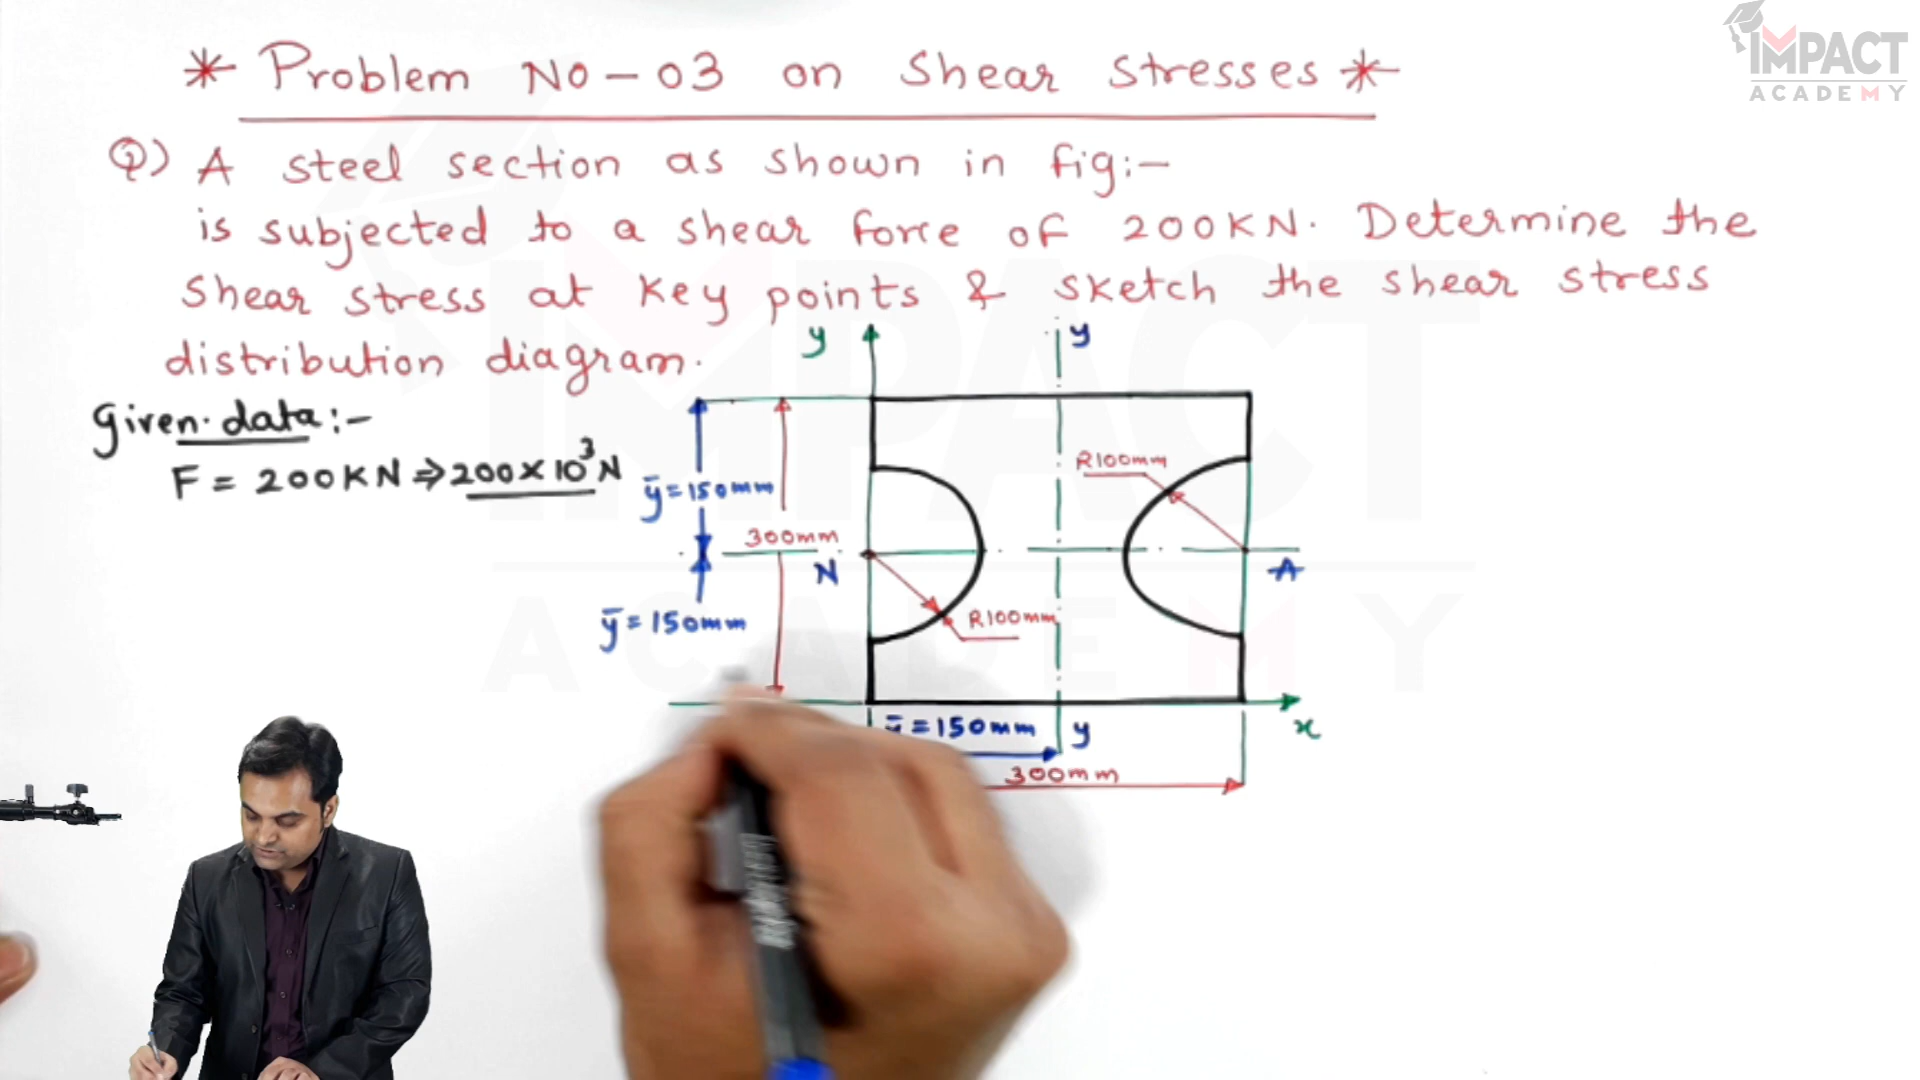 * Problem No-03 on Shear Stresses *
IMPACT
ACADEMY
Q) A steel section as shown in fig:-
is subjected to a shear force of 200KN. Determine the
shear stress at key points & sketch the shear stress
distribution diagram.
Given data:-
F = 200KN ⇒ 200×10³N
y
y
R100mm
ȳ=150mm
300mm
N
A
ȳ=150mm
R100mm
=150mm
y
x
300mm
IMPACT
ACADEMY